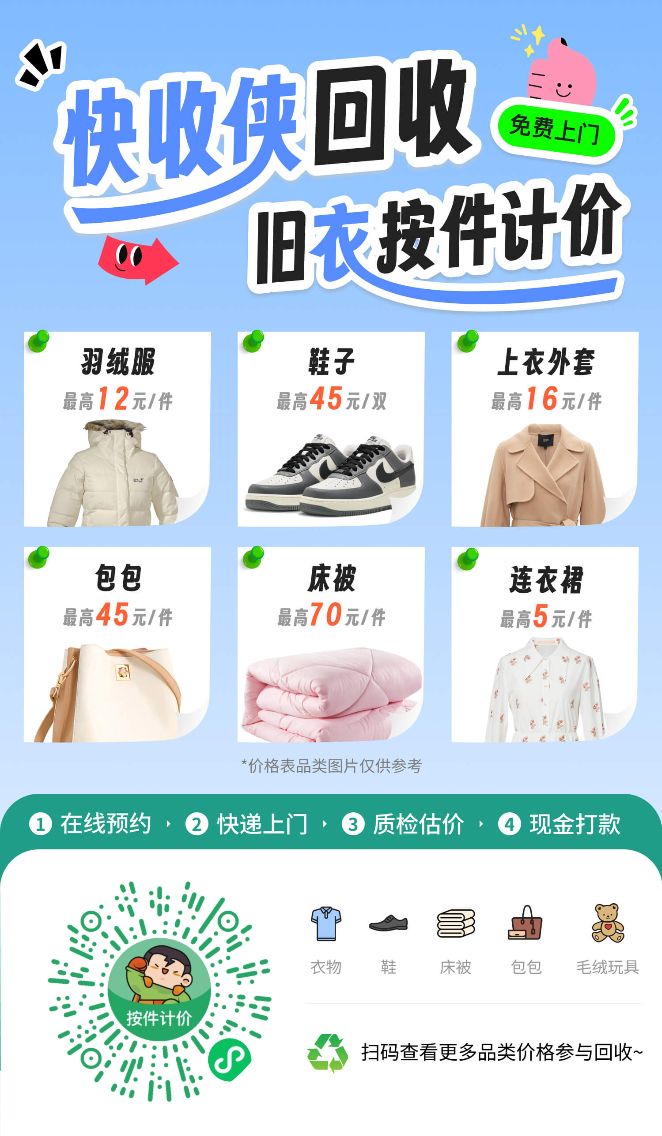 快收侠回收
免费上门
旧衣按件计价
羽绒服
最高12元/件
鞋子
最高45元/双
上衣外套
最高16元/件
包包
最高45元/件
床被
最高70元/件
连衣裙
最高5元/件
*价格表品类图片仅供参考
1 在线预约 2 快递上门 3 质检估价 4 现金打款
按件计价
衣物 鞋 床被 包包 毛绒玩具
扫码查看更多品类价格参与回收~